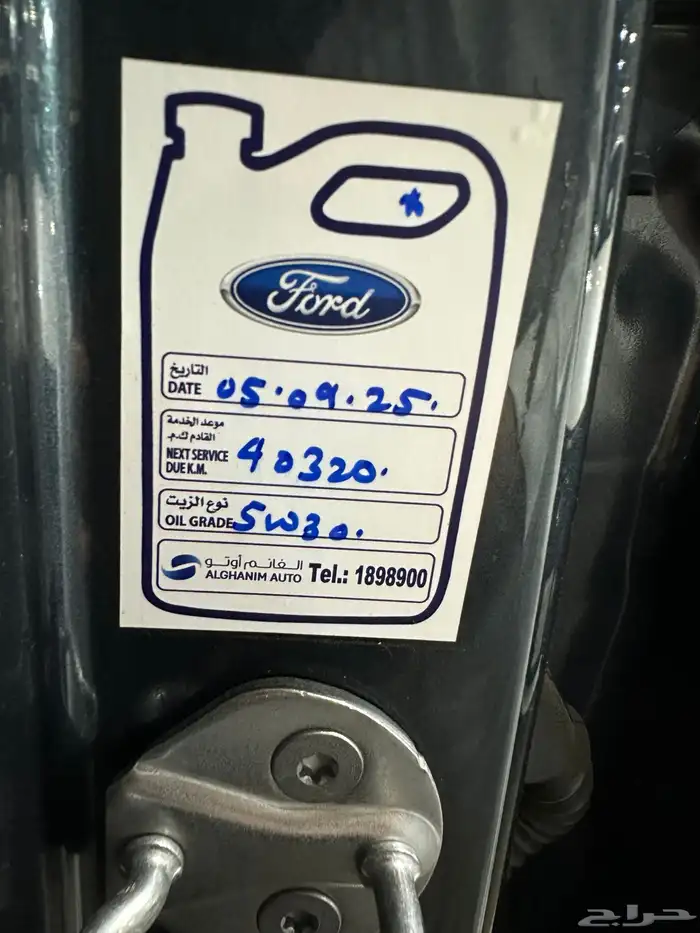 Ford
التاريخ
DATE 05.09.25.
موعد الخدمة
القادم ك.م.
NEXT SERVICE
DUE K.M. 40320.
نوع الزيت
OIL GRADE 5W30.
الغانم أوتو
ALGHANIM AUTO Tel.: 1898900
حراج